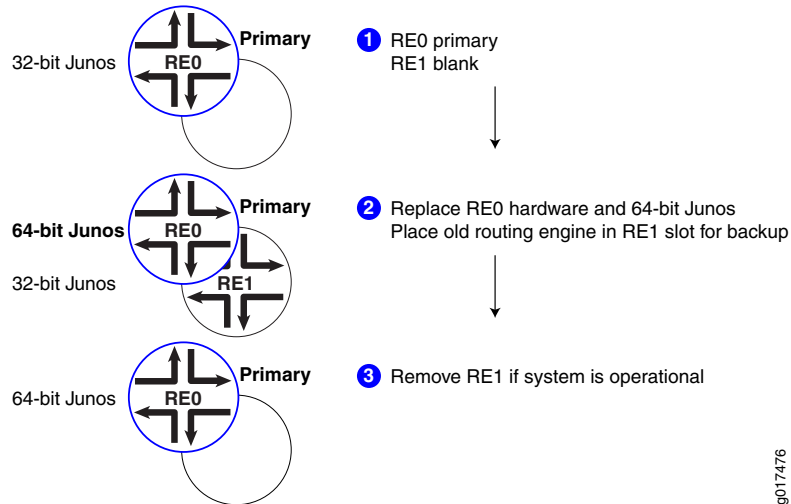 32-bit Junos
RE0
Primary
1 RE0 primary
RE1 blank
64-bit Junos
32-bit Junos
RE0
Primary
RE1
2 Replace RE0 hardware and 64-bit Junos
Place old routing engine in RE1 slot for backup
64-bit Junos
RE0
Primary
3 Remove RE1 if system is operational
g017476